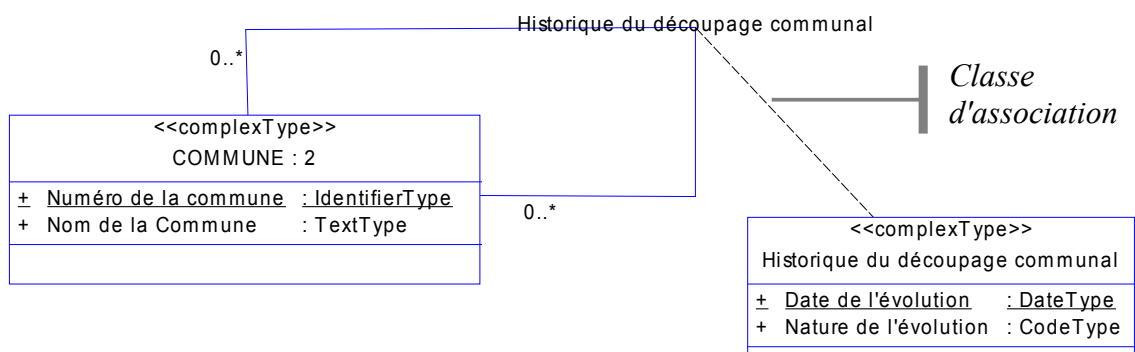 Historique du découpage communal
0..*
Classe
d'association
<<complexType>>
COMMUNE : 2
+ Numéro de la commune : IdentifierType
+ Nom de la Commune : TextType
0..*
<<complexType>>
Historique du découpage communal
+ Date de l'évolution : DateType
+ Nature de l'évolution : CodeType